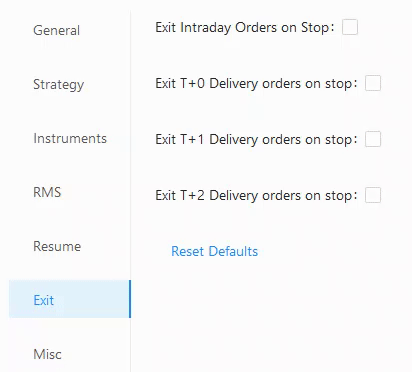 General
Strategy
Instruments
RMS
Resume
Exit
Misc
Exit Intraday Orders on Stop:
Exit T+0 Delivery orders on stop:
Exit T+1 Delivery orders on stop:
Exit T+2 Delivery orders on stop:
Reset Defaults